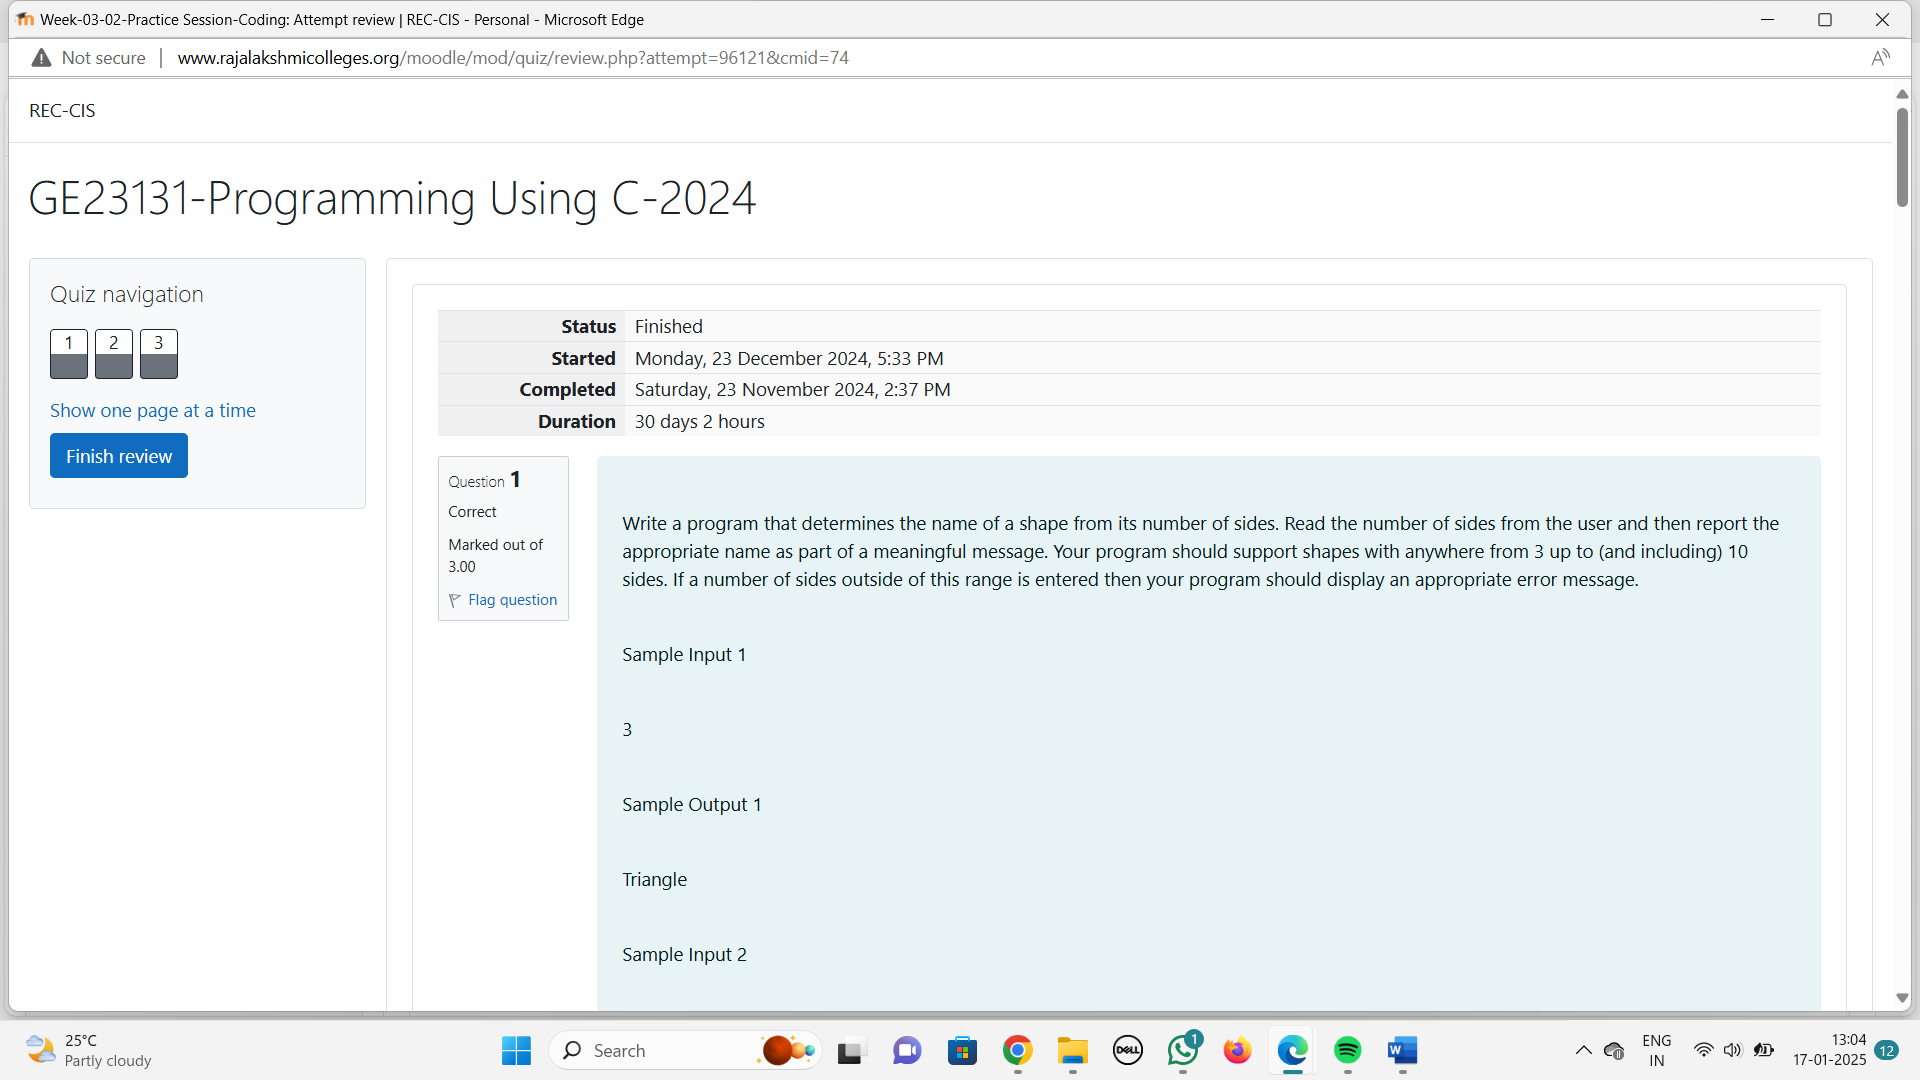 Week-03-02-Practice Session-Coding: Attempt review | REC-CIS - Personal - Microsoft Edge
Not secure
www.rajalakshmicolleges.org/moodle/mod/quiz/review.php?attempt=96121&cmid=74
REC-CIS
GE23131-Programming Using C-2024
Quiz navigation
1 2 3
Show one page at a time
Finish review
Status Finished
Started Monday, 23 December 2024, 5:33 PM
Completed Saturday, 23 November 2024, 2:37 PM
Duration 30 days 2 hours
Question 1
Correct
Marked out of
3.00
Flag question
Write a program that determines the name of a shape from its number of sides. Read the number of sides from the user and then report the
appropriate name as part of a meaningful message. Your program should support shapes with anywhere from 3 up to (and including) 10
sides. If a number of sides outside of this range is entered then your program should display an appropriate error message.
Sample Input 1
3
Sample Output 1
Triangle
Sample Input 2
25°C
Partly cloudy
Search
DELL
1
W
ENG
IN
13:04
17-01-2025
12